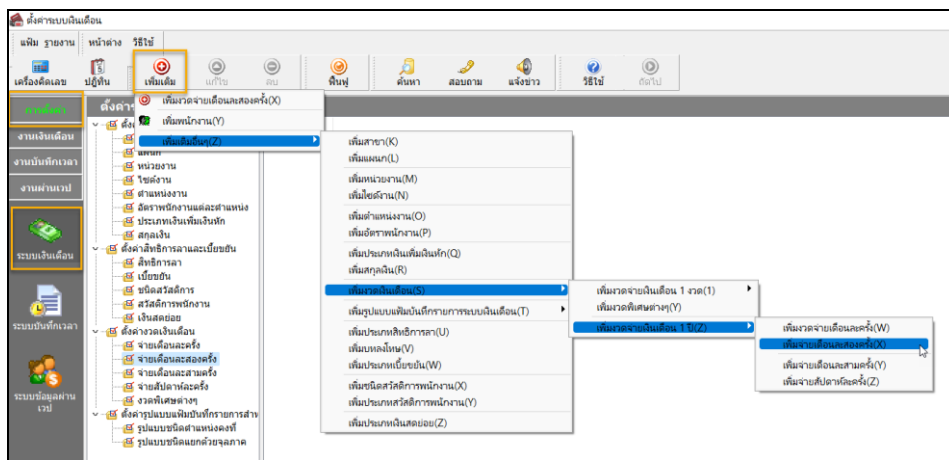 ตั้งค่าระบบเงินเดือน
แฟ้ม รายงาน หน้าต่าง วิธีใช้
เครื่องคิดเลข ปฎิทิน เพิ่มเติม แก้ไข ลบ ฟื้นฟู ค้นหา สอบถาม แจ้งข่าว วิธีใช้ ถัดไป
การตั้งค่า
งานเงินเดือน
งานบันทึกเวลา
งานผ่านเวป
ระบบเงินเดือน
ระบบบันทึกเวลา
ระบบข้อมูลผ่าน
เวป
เพิ่มงวดจ่ายเดือนละสองครั้ง(X)
เพิ่มพนักงาน(Y)
เพิ่มเติมอื่นๆ(Z)
แผนก
หน่วยงาน
ไซต์งาน
ตำแหน่งงาน
อัตราพนักงานแต่ละตำแหน่ง
ประเภทเงินเพิ่มเงินหัก
สกุลเงิน
ตั้งค่าสิทธิการลาและเบี้ยขยัน
สิทธิการลา
เบี้ยขยัน
ชนิดสวัสดิการ
สวัสดิการพนักงาน
เงินสดย่อย
ตั้งค่างวดเงินเดือน
จ่ายเดือนละครั้ง
จ่ายเดือนละสองครั้ง
จ่ายเดือนละสามครั้ง
จ่ายสัปดาห์ละครั้ง
งวดพิเศษต่างๆ
ตั้งค่ารูปแบบแฟ้มบันทึกรายการสำห
รูปแบบชนิดตำแหน่งคงที่
รูปแบบชนิดแยกด้วยจุลภาค
เพิ่มสาขา(K)
เพิ่มแผนก(L)
เพิ่มหน่วยงาน(M)
เพิ่มไซต์งาน(N)
เพิ่มตำแหน่งงาน(O)
เพิ่มอัตราพนักงาน(P)
เพิ่มประเภทเงินเพิ่มเงินหัก(Q)
เพิ่มสกุลเงิน(R)
เพิ่มงวดเงินเดือน(S)
เพิ่มรูปแบบแฟ้มบันทึกรายการระบบเงินเดือน(T)
เพิ่มประเภทสิทธิการลา(U)
เพิ่มบทลงโทษ(V)
เพิ่มประเภทเบี้ยขยัน(W)
เพิ่มชนิดสวัสดิการพนักงาน(X)
เพิ่มประเภทสวัสดิการพนักงาน(Y)
เพิ่มประเภทเงินสดย่อย(Z)
เพิ่มงวดจ่ายเงินเดือน 1 งวด(1)
เพิ่มงวดพิเศษต่างๆ(Y)
เพิ่มงวดจ่ายเงินเดือน 1 ปี(Z)
เพิ่มงวดจ่ายเดือนละครั้ง(W)
เพิ่มจ่ายเดือนละสองครั้ง(X)
เพิ่มจ่ายเดือนละสามครั้ง(Y)
เพิ่มจ่ายสัปดาห์ละครั้ง(Z)